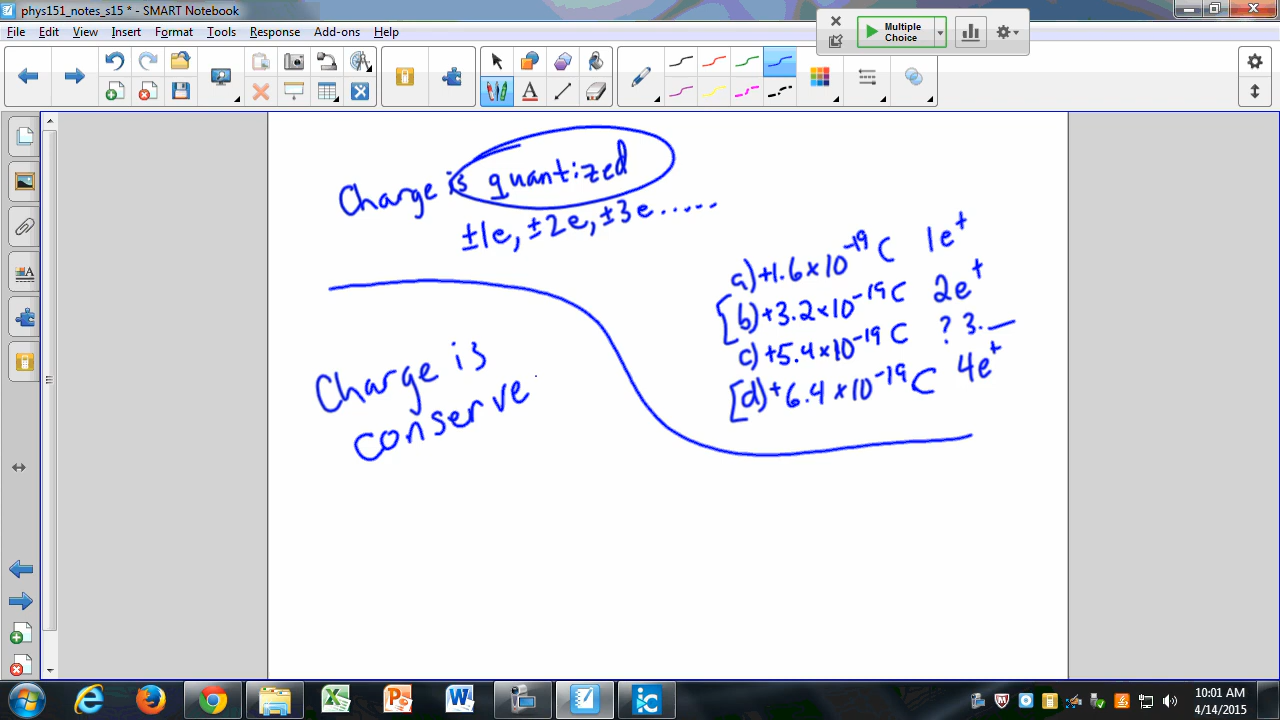 phys151_notes_s15 * - SMART Notebook
File Edit View Insert Format Tools Response Add-ons Help
Multiple
Choice
Charge is quantized
±1e, ±2e, ±3e.....
a) +1.6 × 10⁻¹⁹ C 1e⁺
[b) +3.2 × 10⁻¹⁹ C 2e⁺
c) +5.4 × 10⁻¹⁹ C ? 3. _
[d) + 6.4 × 10⁻¹⁹ C 4e⁺
Charge is
conserve
10:01 AM
4/14/2015